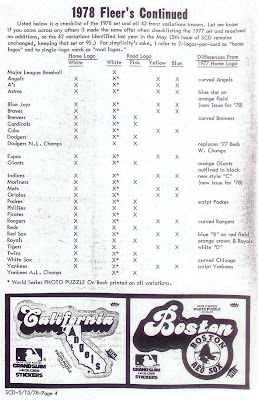 1978 Fleer's Continued
Listed below is a checklist of the 1978 set and all 42 front variations known. Let me know
if you come across any others (I made the same offer when checklisting the 1977 set and received
no additions, so the 42 variations identified last year in the May 15th issue of SCD remains
unchanged, keeping that set at 95.) For simplicity's sake, I refer to 2-logos-per-card as "home
logos" and to single-logo cards as "road logos."
Home Logo Road Logo Differences From
White White Pink Yellow Blue 1977 Home Logo
Major League Baseball
Angels curved Angels
A's
Astros blue star on
orange field
(new issue for '78)
Blue Jays
Braves
Brewers curved Brewers
Cardinals
Cubs
Dodgers
Dodgers N.L. Champs replaces '77 Reds
W. Champs
Expos
Giants orange Giants
outlined in black
Indians new style "C"
Mariners (new issue for '78)
Mets
Orioles
Padres script Padres
Phillies
Pirates
Rangers curved Rangers
Reds
Red Sox blue "B" on red field
Royals orange crown & Royals
Tigers white "D"
Twins
White Sox curved Chicago
Yankees script Yankees
Yankees A.L. Champs
* World Series PHOTO PUZZLE On Back printed on all variations.
California
Angels
GRAND SLAM
STICKERS
Boston
BOSTON
RED SOX
GRAND SLAM
STICKERS
SCD-5/15/78-Page 4